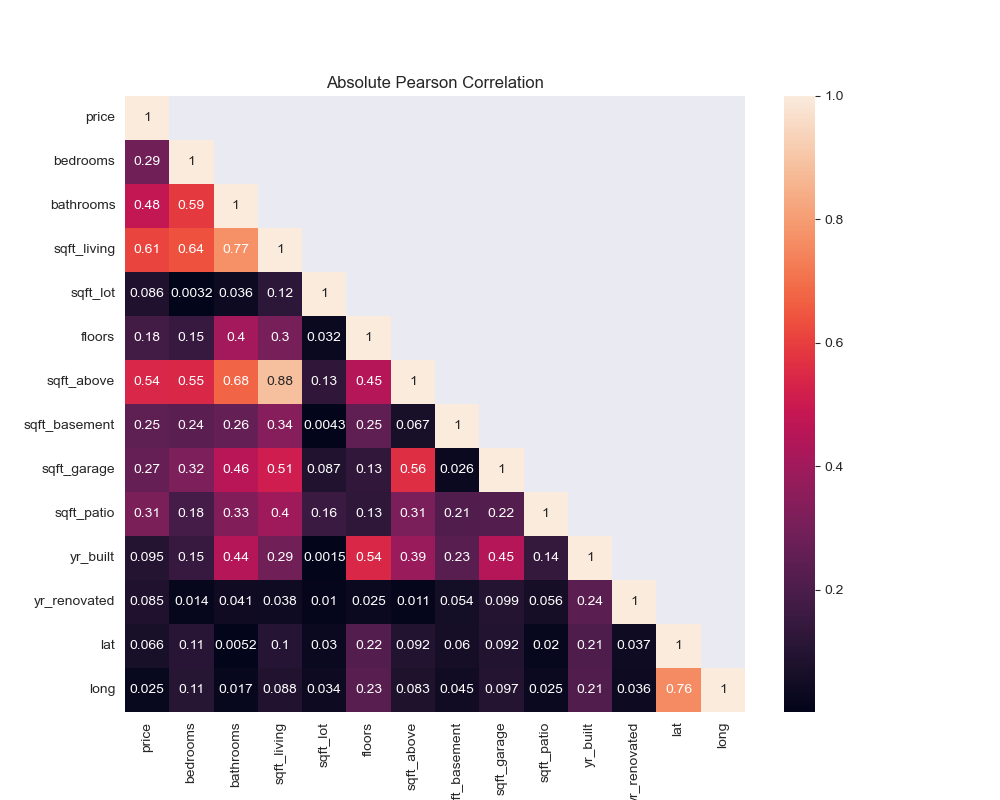 Absolute Pearson Correlation
price 1
bedrooms 0.29 1
bathrooms 0.48 0.59 1
sqft_living 0.61 0.64 0.77 1
sqft_lot 0.086 0.0032 0.036 0.12 1
floors 0.18 0.15 0.4 0.3 0.032 1
sqft_above 0.54 0.55 0.68 0.88 0.13 0.45 1
sqft_basement 0.25 0.24 0.26 0.34 0.0043 0.25 0.067 1
sqft_garage 0.27 0.32 0.46 0.51 0.087 0.13 0.56 0.026 1
sqft_patio 0.31 0.18 0.33 0.4 0.16 0.13 0.31 0.21 0.22 1
yr_built 0.095 0.15 0.44 0.29 0.0015 0.54 0.39 0.23 0.45 0.14 1
yr_renovated 0.085 0.014 0.041 0.038 0.01 0.025 0.011 0.054 0.099 0.056 0.24 1
lat 0.066 0.11 0.0052 0.1 0.03 0.22 0.092 0.06 0.092 0.02 0.21 0.037 1
long 0.025 0.11 0.017 0.088 0.034 0.23 0.083 0.045 0.097 0.025 0.21 0.036 0.76 1
price
bedrooms
bathrooms
sqft_living
sqft_lot
floors
sqft_above
ft_basement
sqft_garage
sqft_patio
yr_built
yr_renovated
lat
long
1.0
0.8
0.6
0.4
0.2